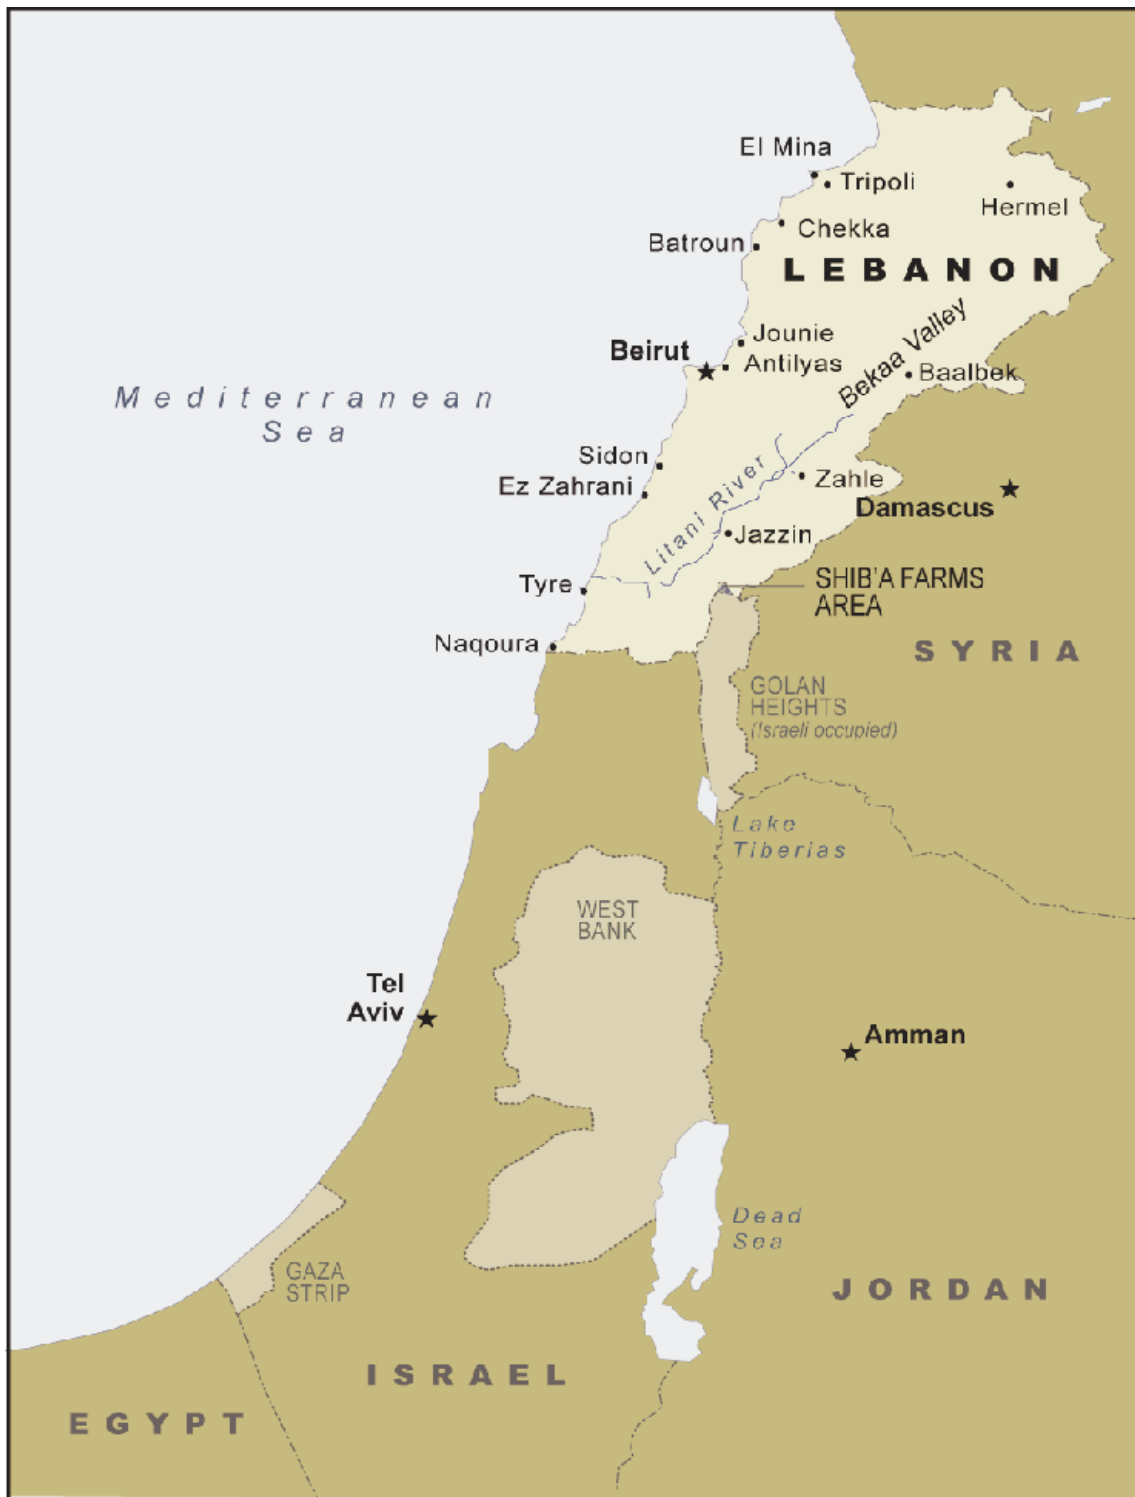 El Mina
Tripoli
Hermel
Chekka
Batroun
LEBANON
Jounie
Beirut
Antilyas
Bekaa Valley
Baalbek
Mediterranean
Sea
Sidon
Ez Zahrani
Litani River
Zahle
Damascus
Jazzin
Tyre
SHIB'A FARMS
AREA
Naqoura
SYRIA
GOLAN
HEIGHTS
(Israeli occupied)
Lake
Tiberias
WEST
BANK
Tel
Aviv
Amman
Dead
Sea
GAZA
STRIP
JORDAN
ISRAEL
EGYPT